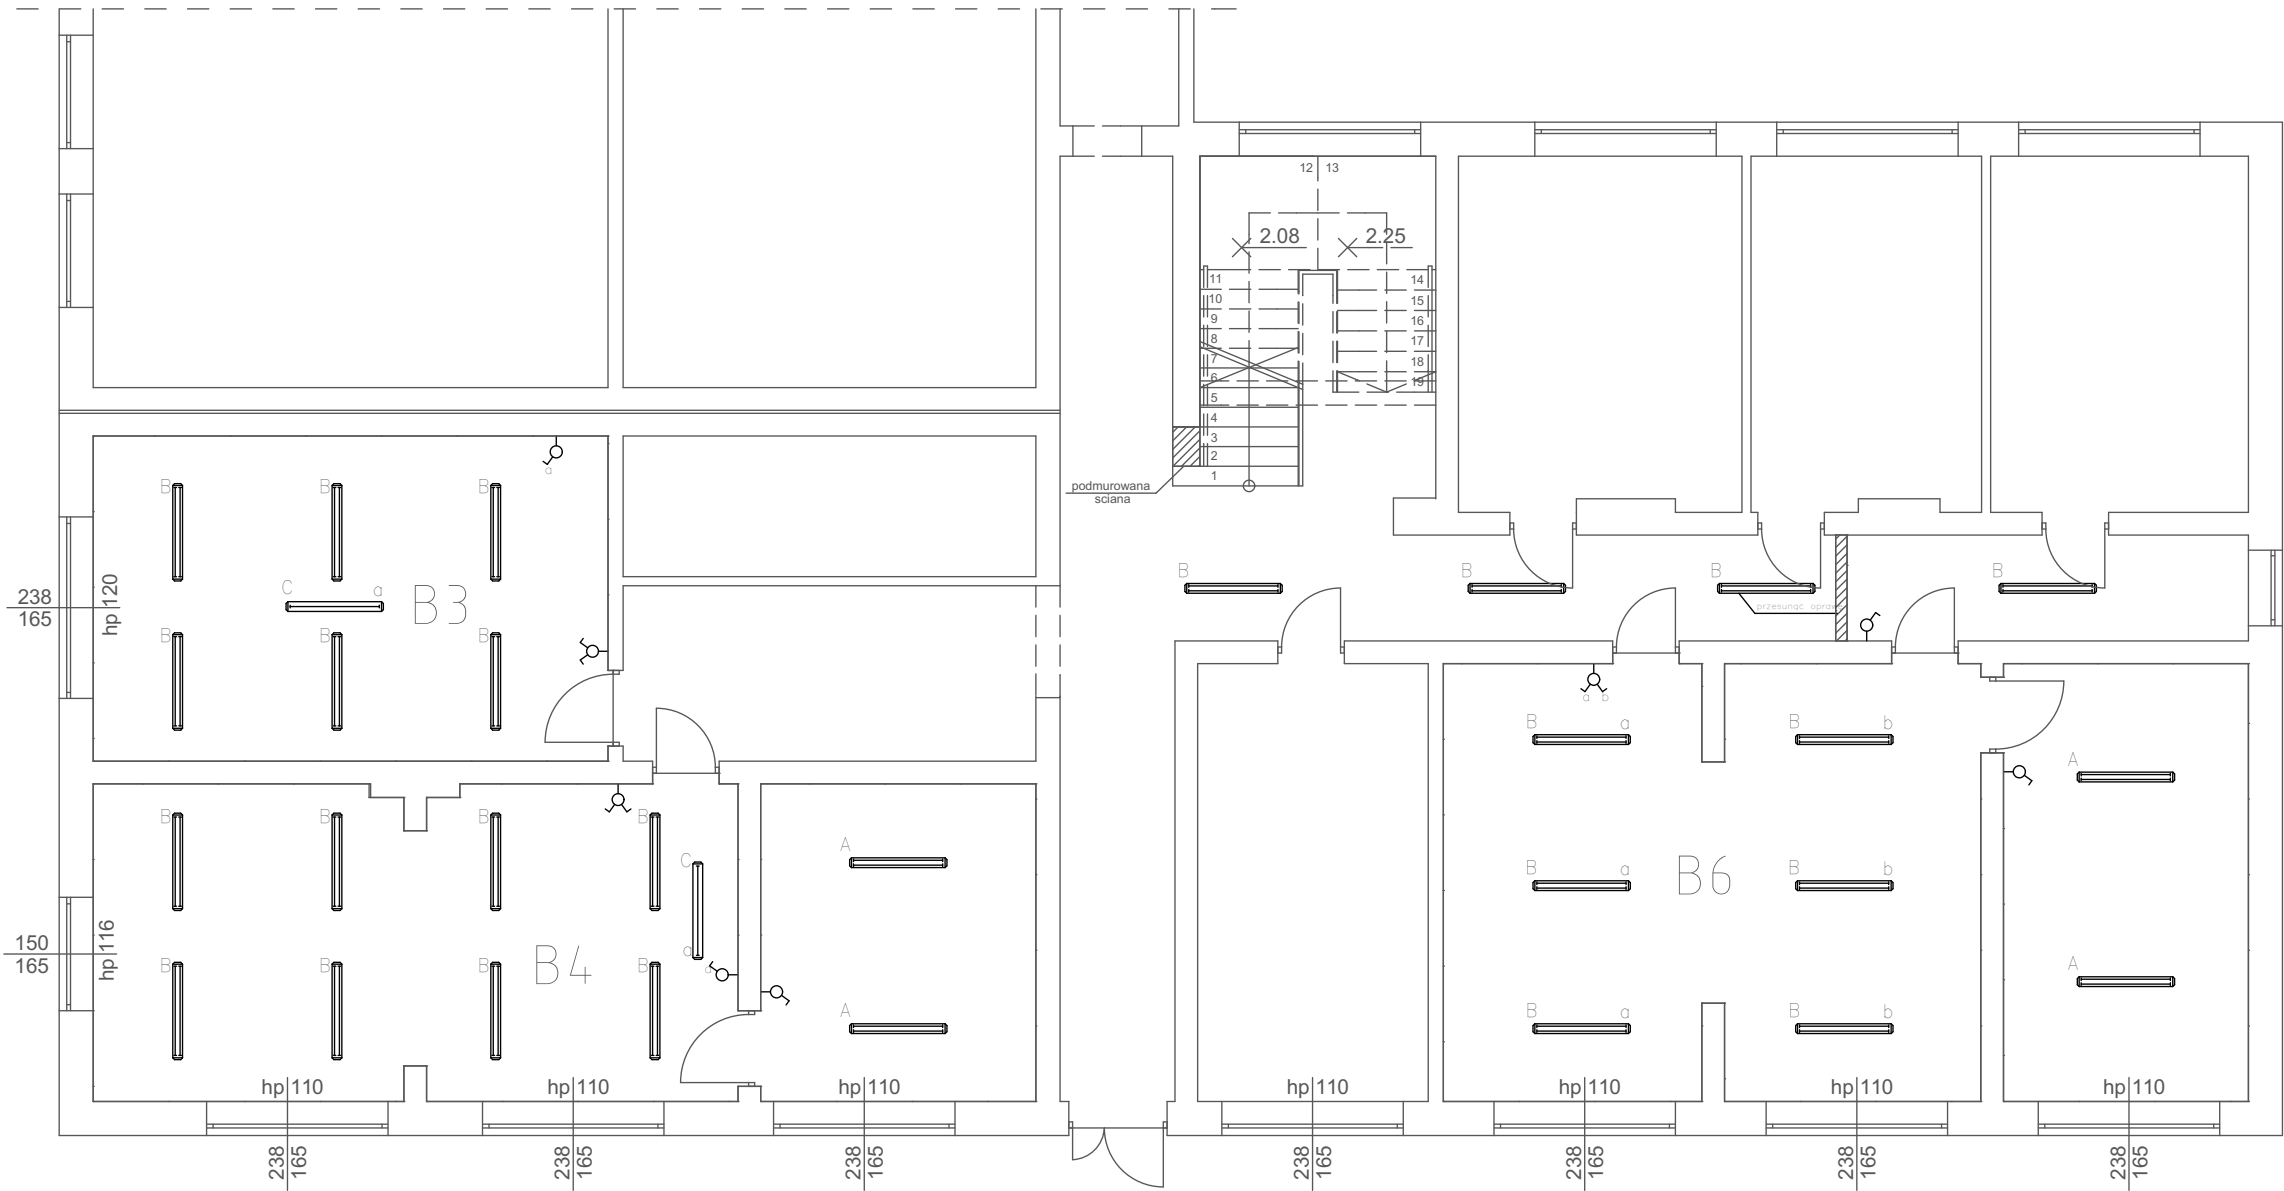 12 13
2.08 2.25
11 14
10 15
9 16
8 17
7 18
6 19
5
4
3
2
1
podmurowana
sciana
a
B B B
C a
B3
238
165
hp 120
B B B
B B B B
przesunąć oprawę
a b
B a B b
A
B B B B
C
A
a
a
B a B b
B6
150
165
hp 116
B4
B B B B
A
A
B a B b
hp 110 hp 110 hp 110 hp 110 hp 110 hp 110 hp 110
238 238 238 238 238 238 238
165 165 165 165 165 165 165